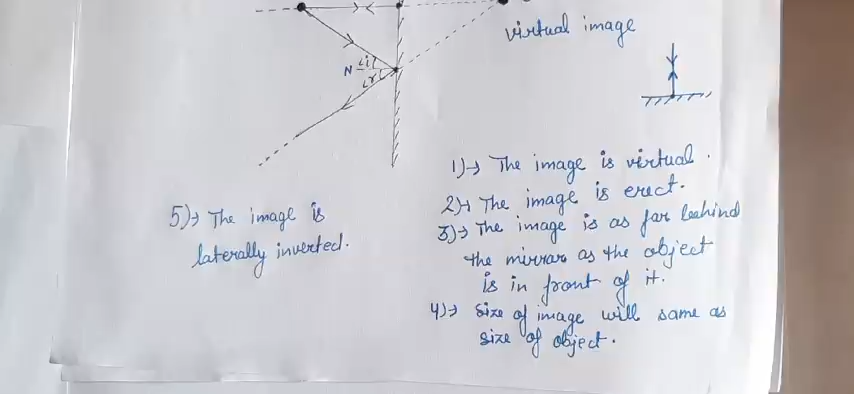 virtual image
N ∠i
∠r
1)→ The image is virtual.
2)→ The image is erect.
3)→ The image is as far behind
the mirror as the object
is in front of it.
4)→ Size of image will same as
size of object.
5)→ The image is
laterally inverted.